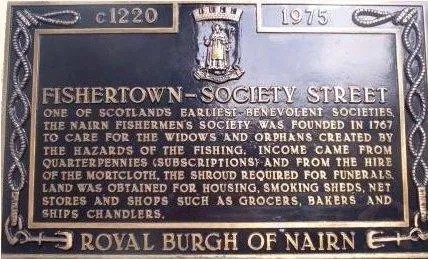 c1220 1975
FISHERTOWN-SOCIETY STREET
ONE OF SCOTLAND'S EARLIEST BENEVOLENT SOCIETIES,
THE NAIRN FISHERMEN'S SOCIETY WAS FOUNDED IN 1767
TO CARE FOR THE WIDOWS AND ORPHANS CREATED BY
THE HAZARDS OF THE FISHING. INCOME CAME FROM
QUARTERPENNIES (SUBSCRIPTIONS) AND FROM THE HIRE
OF THE MORTCLOTH, THE SHROUD REQUIRED FOR FUNERALS.
LAND WAS OBTAINED FOR HOUSING, SMOKING SHEDS, NET
STORES AND SHOPS SUCH AS GROCERS, BAKERS AND
SHIPS CHANDLERS.
ROYAL BURGH OF NAIRN